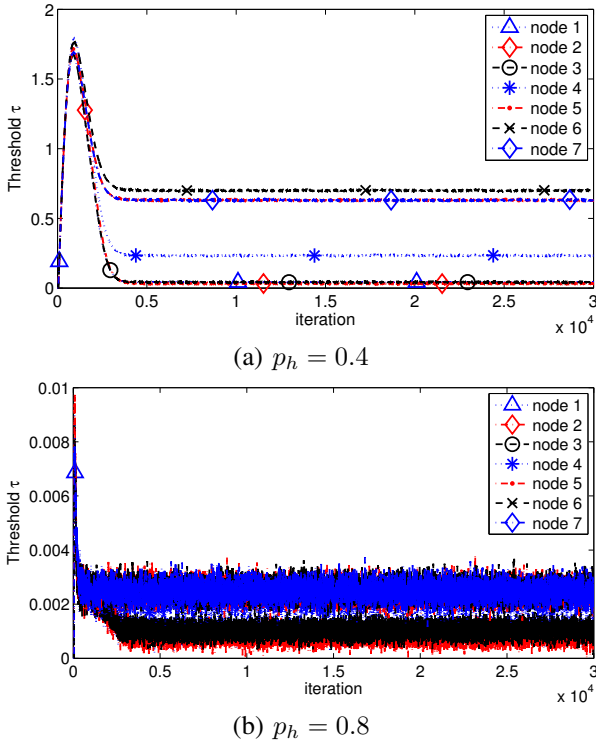 2
1.5
1
0.5
0
Threshold τ
0
0.5
1
1.5
2
2.5
3
iteration
x 10^4
node 1
node 2
node 3
node 4
node 5
node 6
node 7
(a) p_h = 0.4
0.01
0.008
0.006
0.004
0.002
0
Threshold τ
0
0.5
1
1.5
2
2.5
3
iteration
x 10^4
node 1
node 2
node 3
node 4
node 5
node 6
node 7
(b) p_h = 0.8